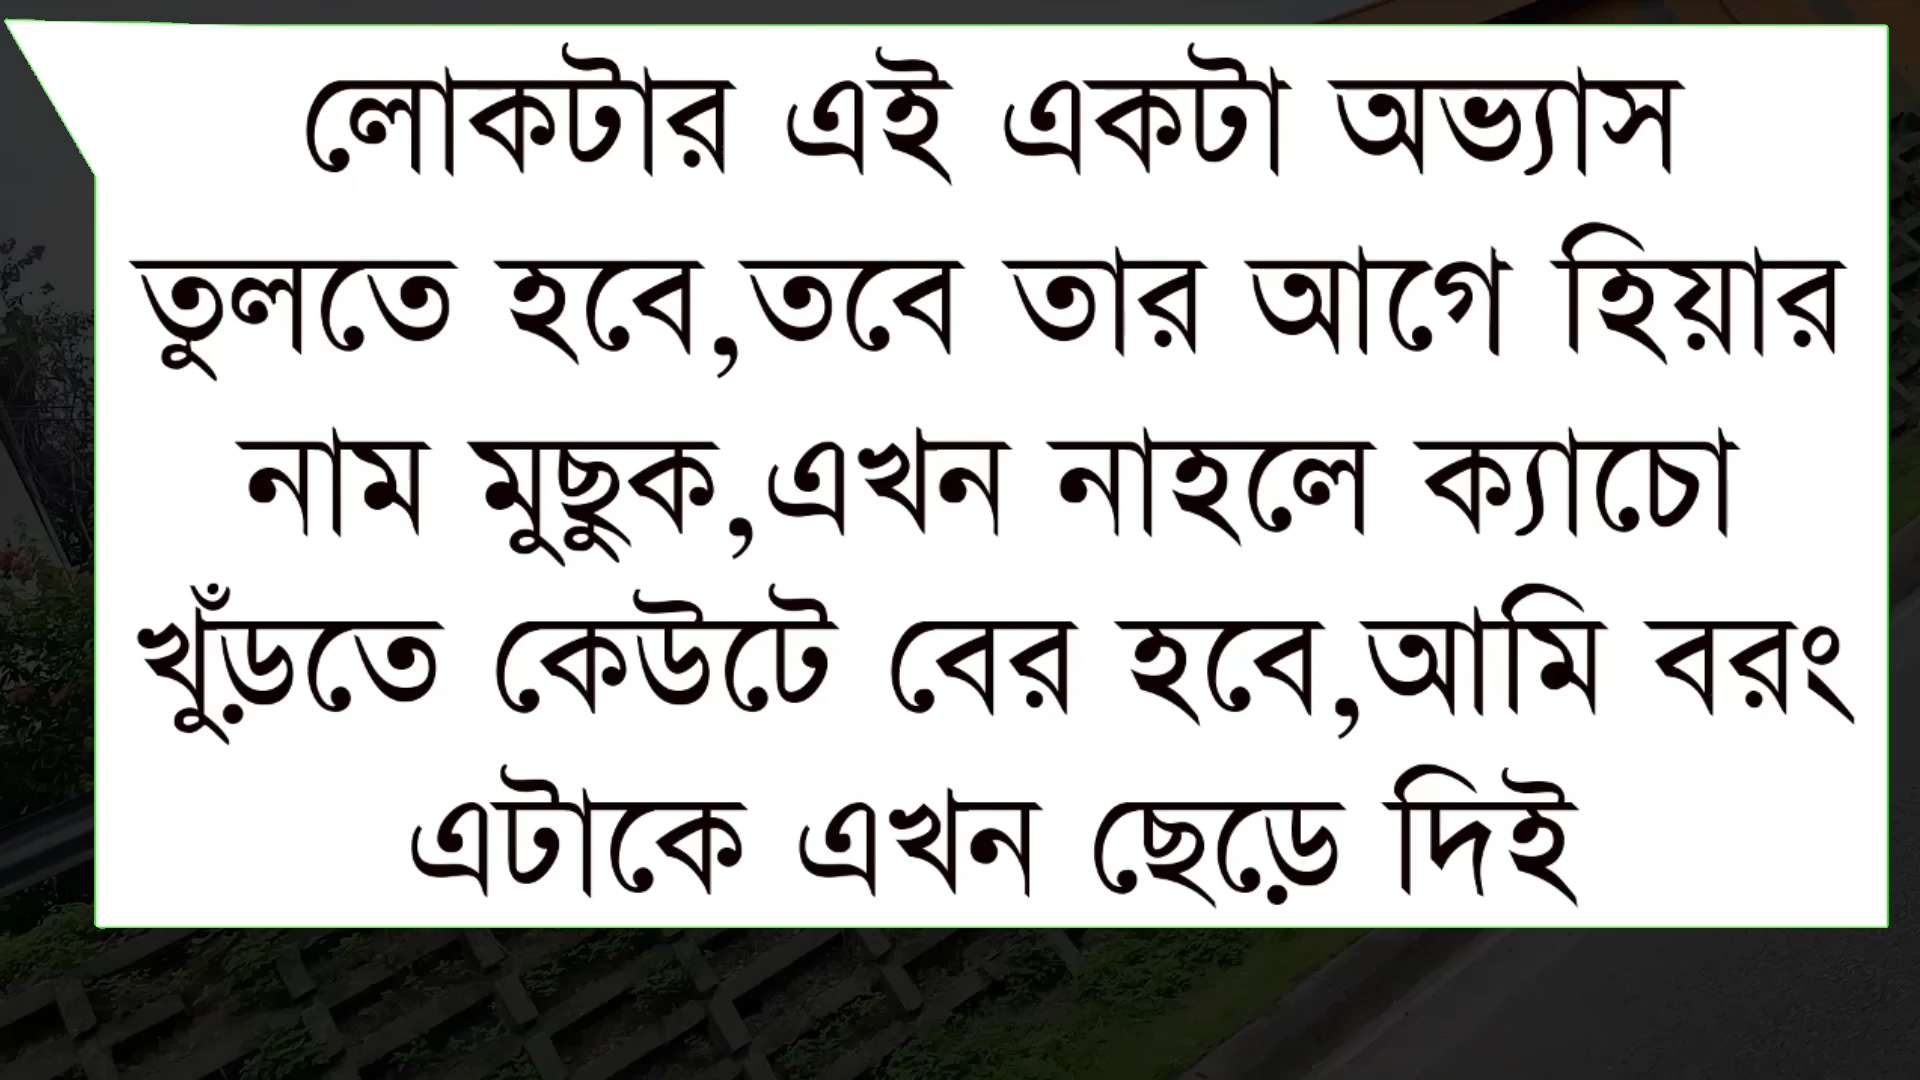 লোকটার এই একটা অভ্যাস
তুলতে হবে,তবে তার আগে হিয়ার
নাম মুছুক,এখন নাহলে ক্যাচো
খুঁড়তে কেউটে বের হবে,আমি বরং
এটাকে এখন ছেড়ে দিই